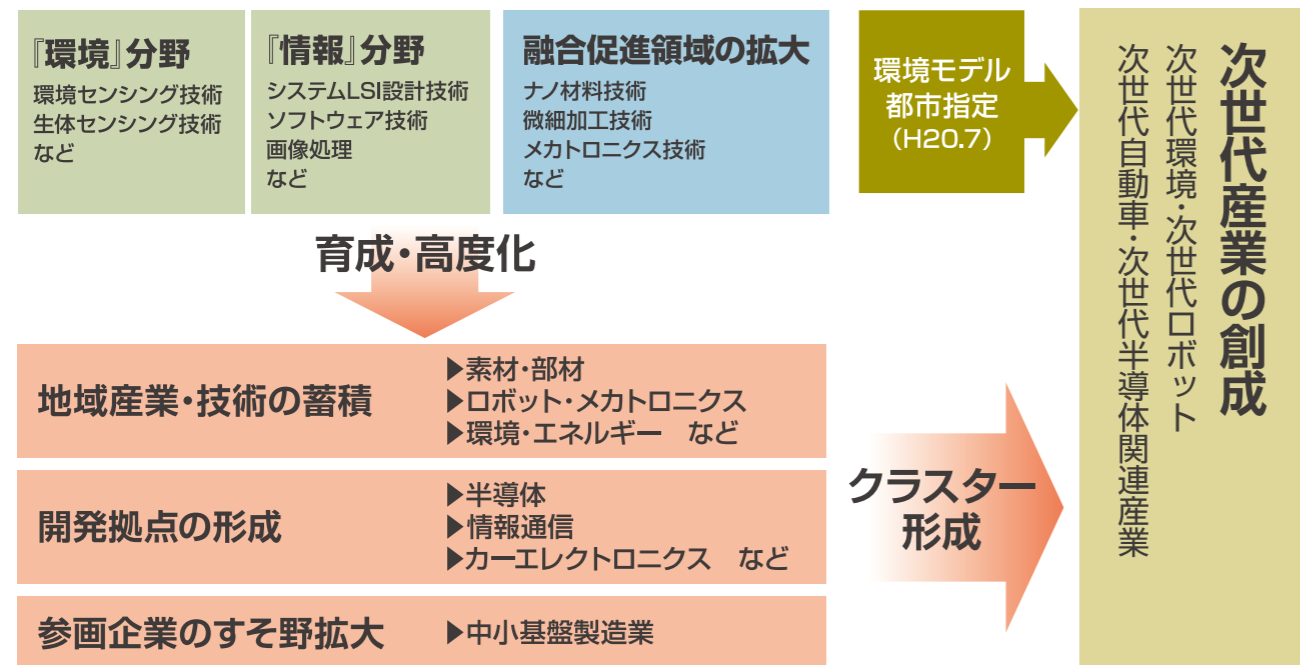 『環境』分野
環境センシング技術
生体センシング技術
など
『情報』分野
システムLSI設計技術
ソフトウェア技術
画像処理
など
融合促進領域の拡大
ナノ材料技術
微細加工技術
メカトロニクス技術
など
環境モデル
都市指定
（H20.7）
育成・高度化
地域産業・技術の蓄積
▶素材・部材
▶ロボット・メカトロニクス
▶環境・エネルギー　など
開発拠点の形成
▶半導体
▶情報通信
▶カーエレクトロニクス　など
参画企業のすそ野拡大
▶中小基盤製造業
クラスター
形成
次世代産業の創成
次世代環境・次世代ロボット
次世代自動車・次世代半導体関連産業